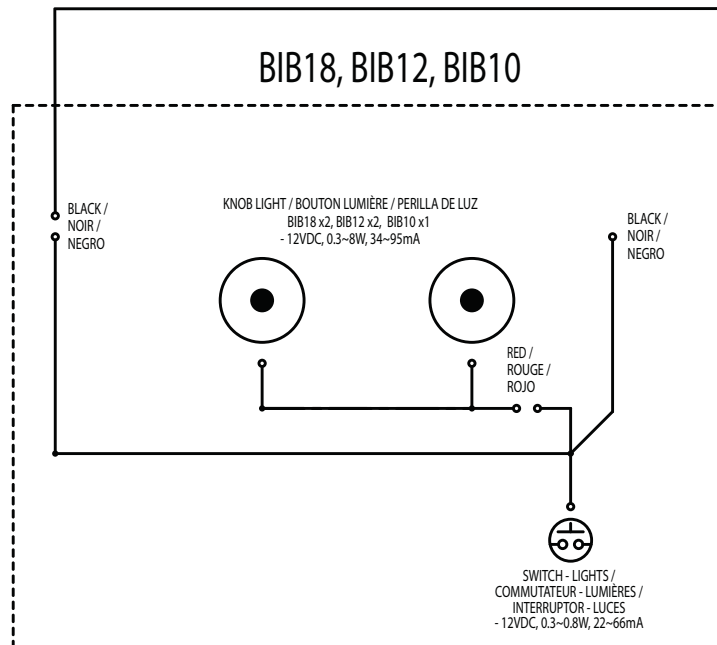 BIB18, BIB12, BIB10
BLACK /
NOIR /
NEGRO
KNOB LIGHT / BOUTON LUMIÈRE / PERILLA DE LUZ
BIB18 x2, BIB12 x2, BIB10 x1
- 12VDC, 0.3~8W, 34~95mA
BLACK /
NOIR /
NEGRO
RED /
ROUGE /
ROJO
SWITCH - LIGHTS /
COMMUTATEUR - LUMIÈRES /
INTERRUPTOR - LUCES
- 12VDC, 0.3~0.8W, 22~66mA